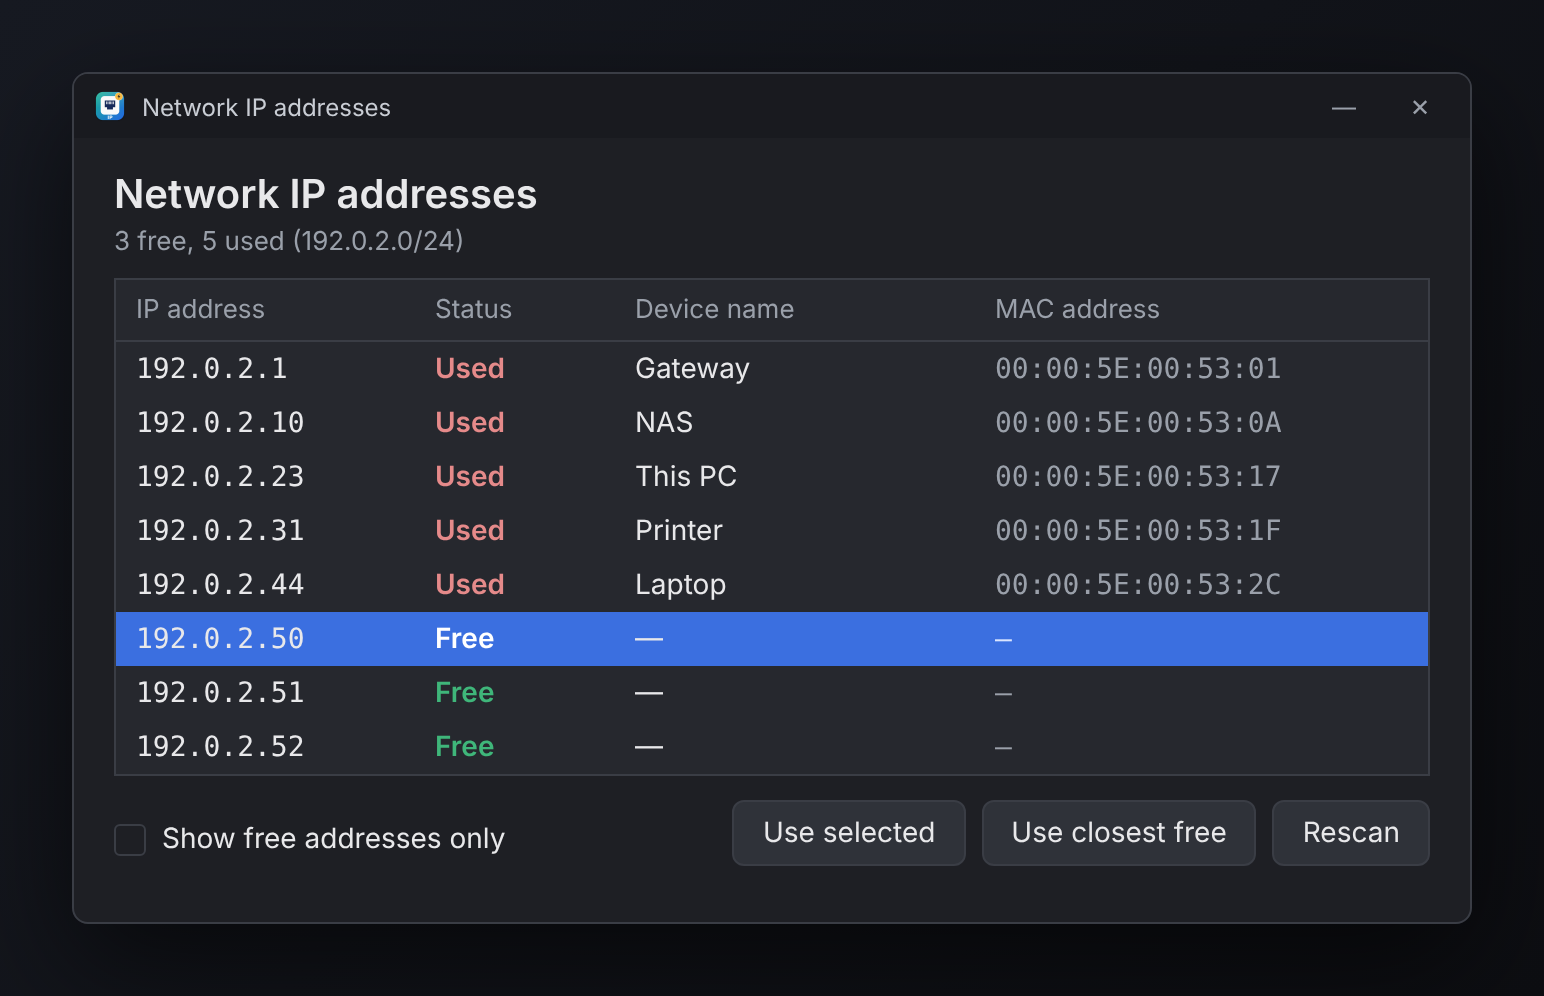 Network IP addresses
Network IP addresses
3 free, 5 used (192.0.2.0/24)
IP address Status Device name MAC address
192.0.2.1 Used Gateway 00:00:5E:00:53:01
192.0.2.10 Used NAS 00:00:5E:00:53:0A
192.0.2.23 Used This PC 00:00:5E:00:53:17
192.0.2.31 Used Printer 00:00:5E:00:53:1F
192.0.2.44 Used Laptop 00:00:5E:00:53:2C
192.0.2.50 Free — –
192.0.2.51 Free — –
192.0.2.52 Free — –
Show free addresses only Use selected Use closest free Rescan